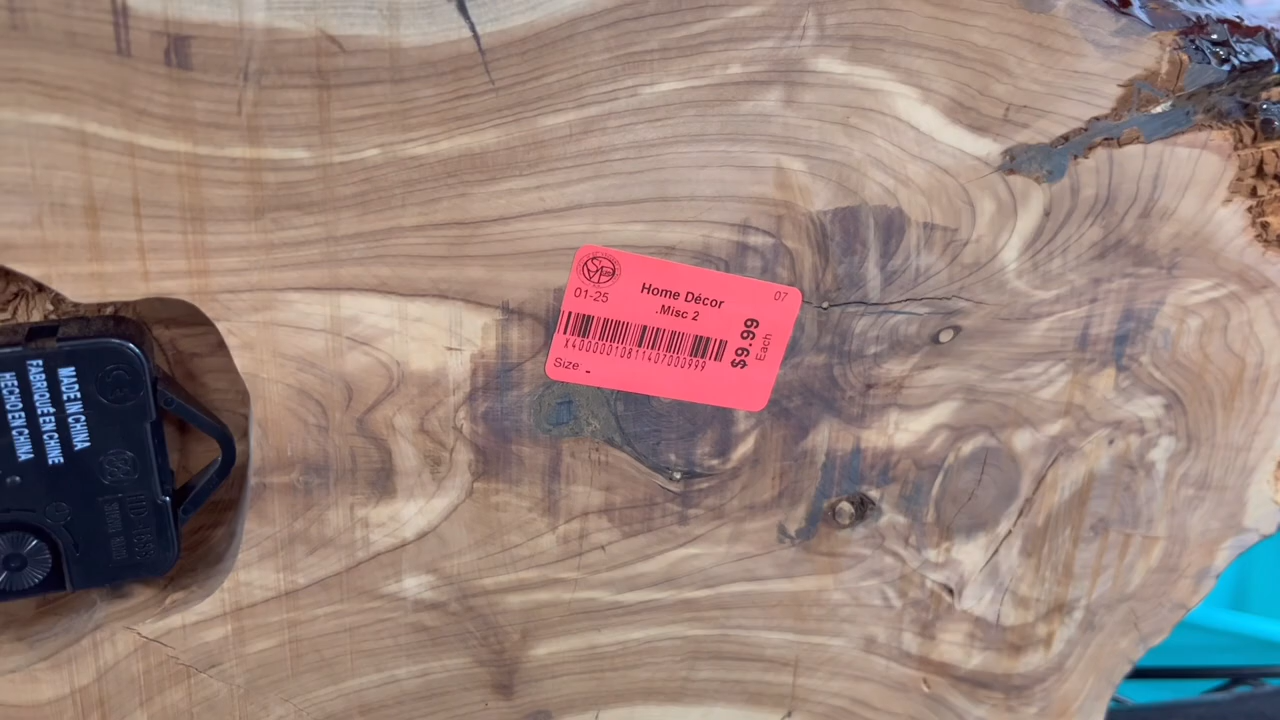 01-25
Home Décor
07
.Misc 2
X40000010811407000999
$9.99
Each
Size: -
MADE IN CHINA
FABRIQUÉ EN CHINE
HECHO EN CHINA